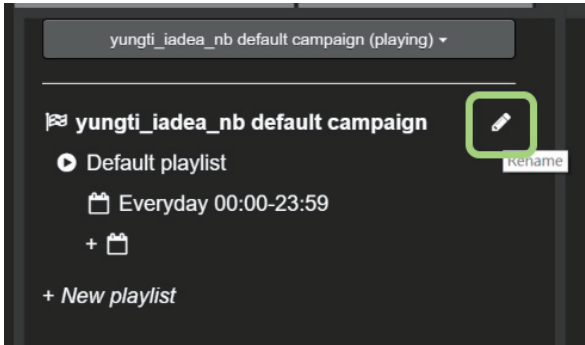 yungti_iadea_nb default campaign (playing)
yungti_iadea_nb default campaign
Rename
Default playlist
Everyday 00:00-23:59
+
+ New playlist